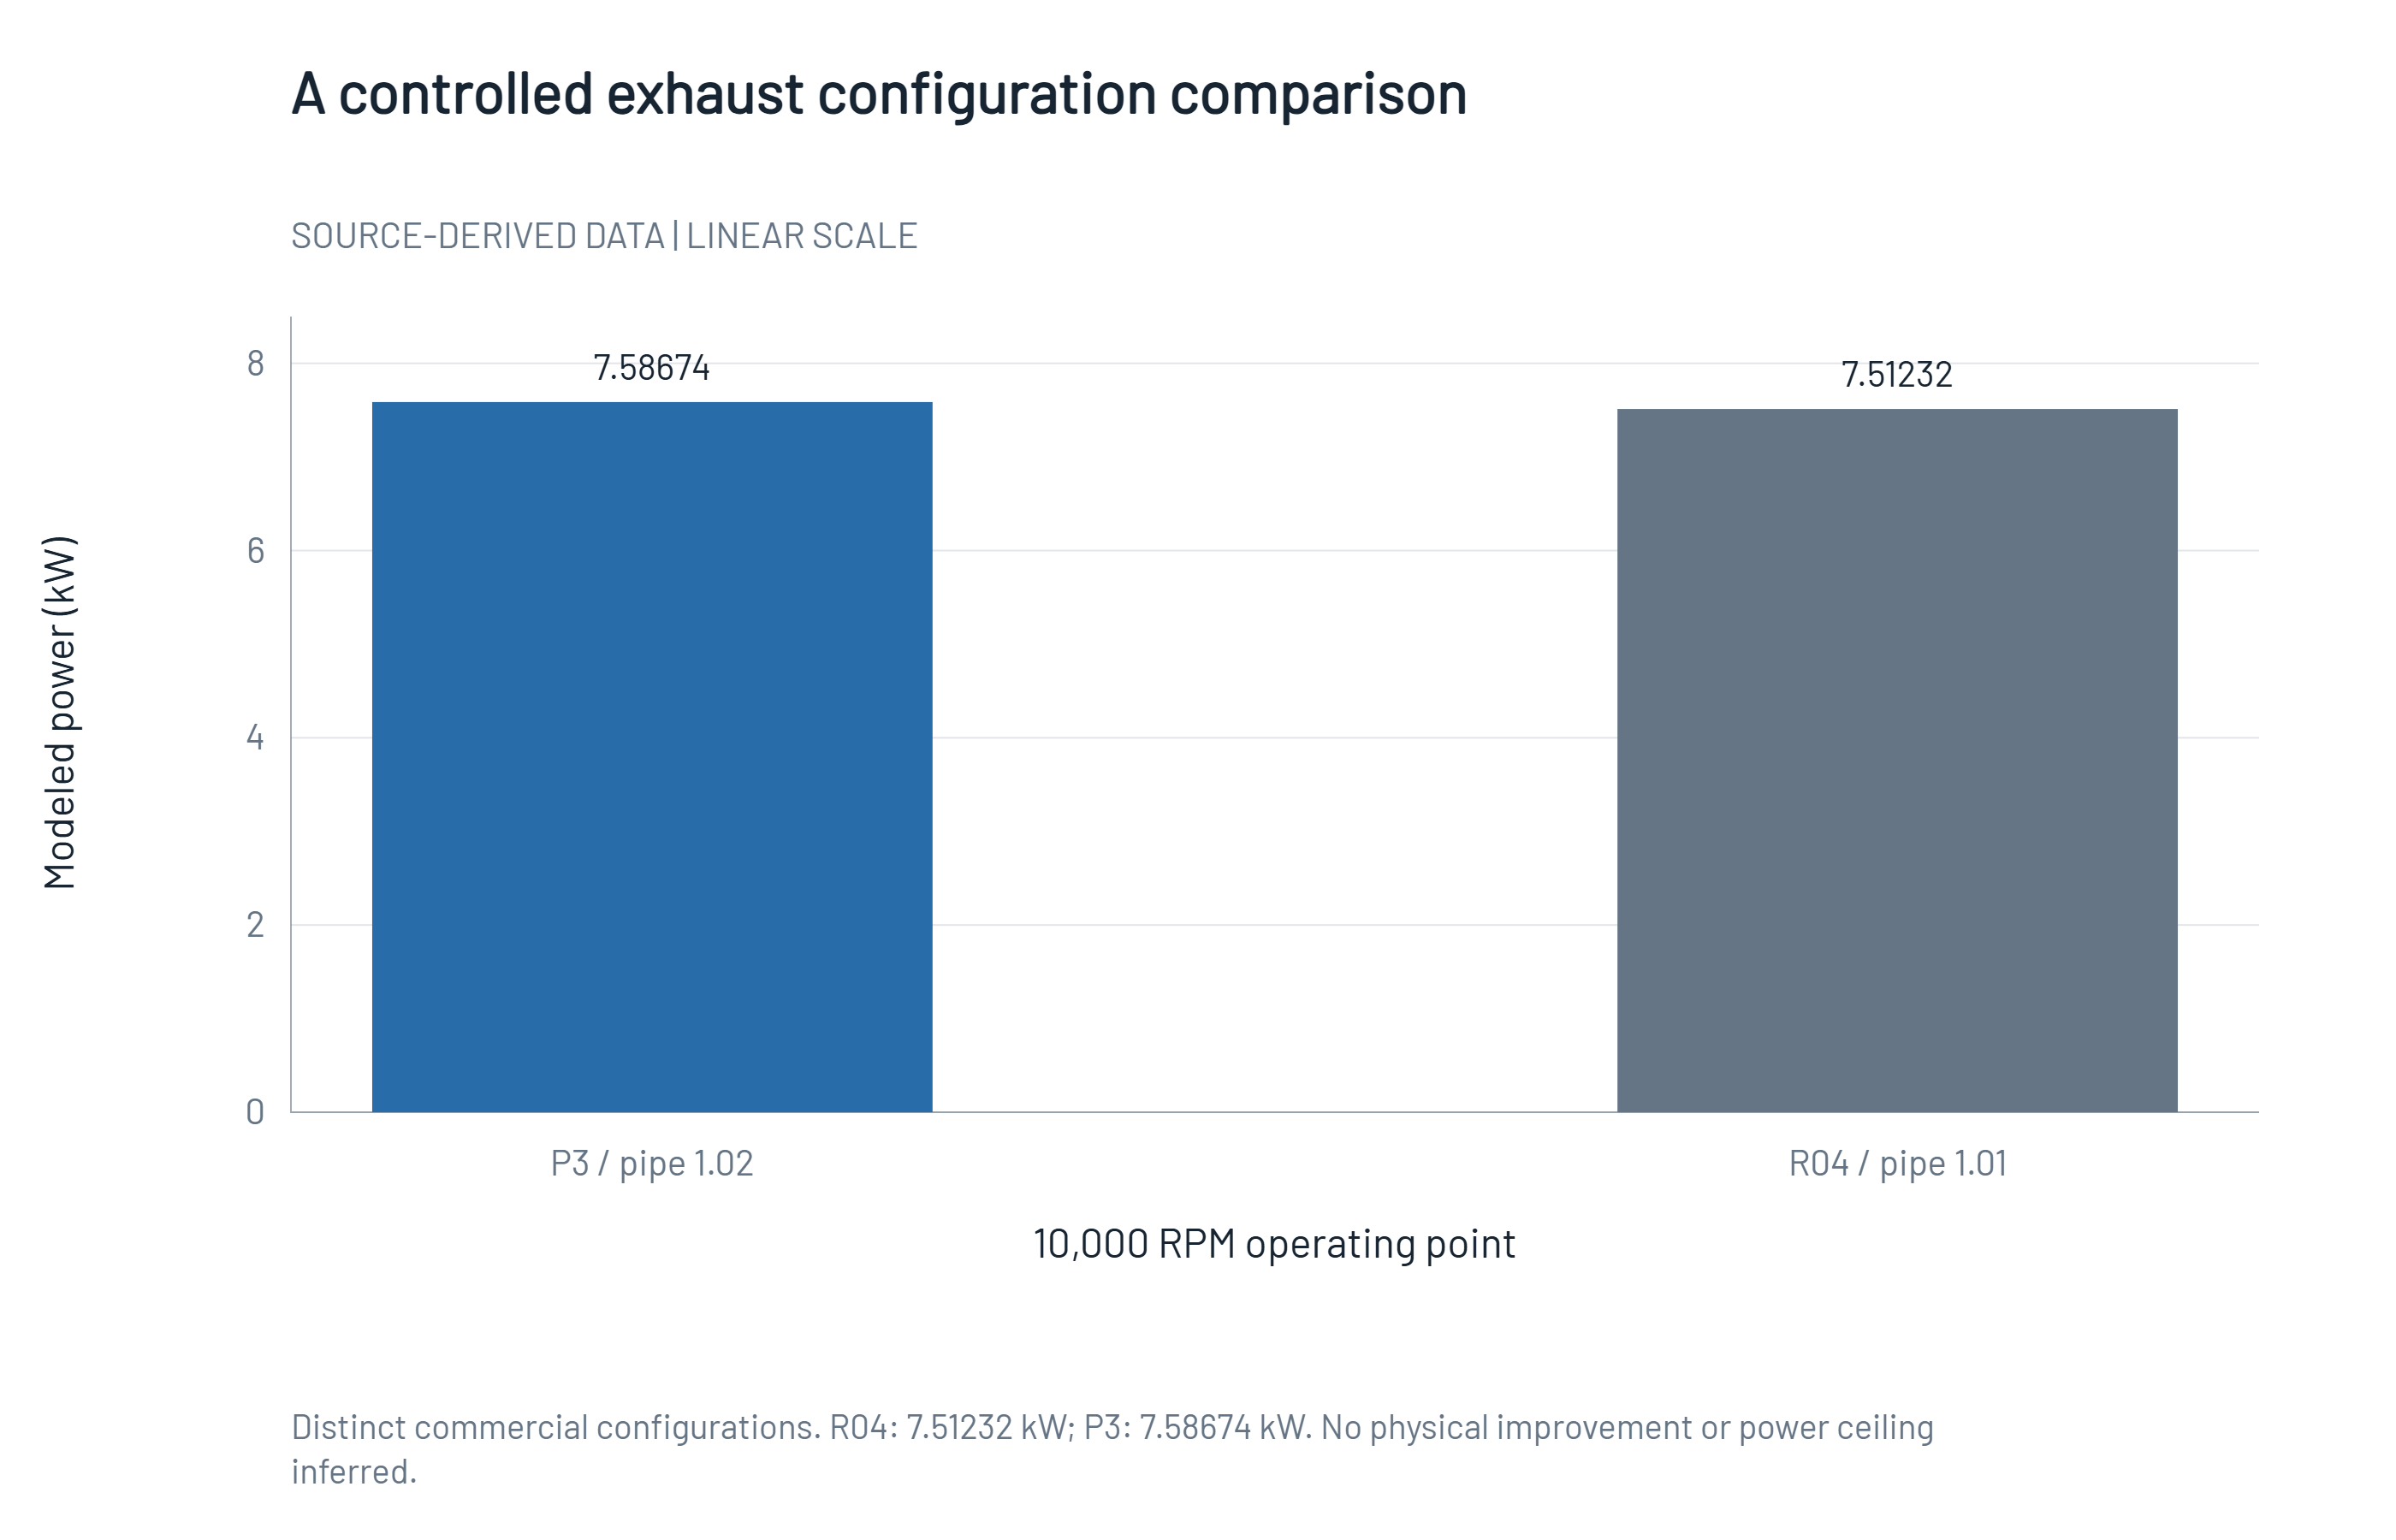 A controlled exhaust configuration comparison
SOURCE-DERIVED DATA | LINEAR SCALE
Modeled power (kW)
8
6
4
2
0
7.58674
7.51232
P3 / pipe 1.02
R04 / pipe 1.01
10,000 RPM operating point
Distinct commercial configurations. R04: 7.51232 kW; P3: 7.58674 kW. No physical improvement or power ceiling
inferred.